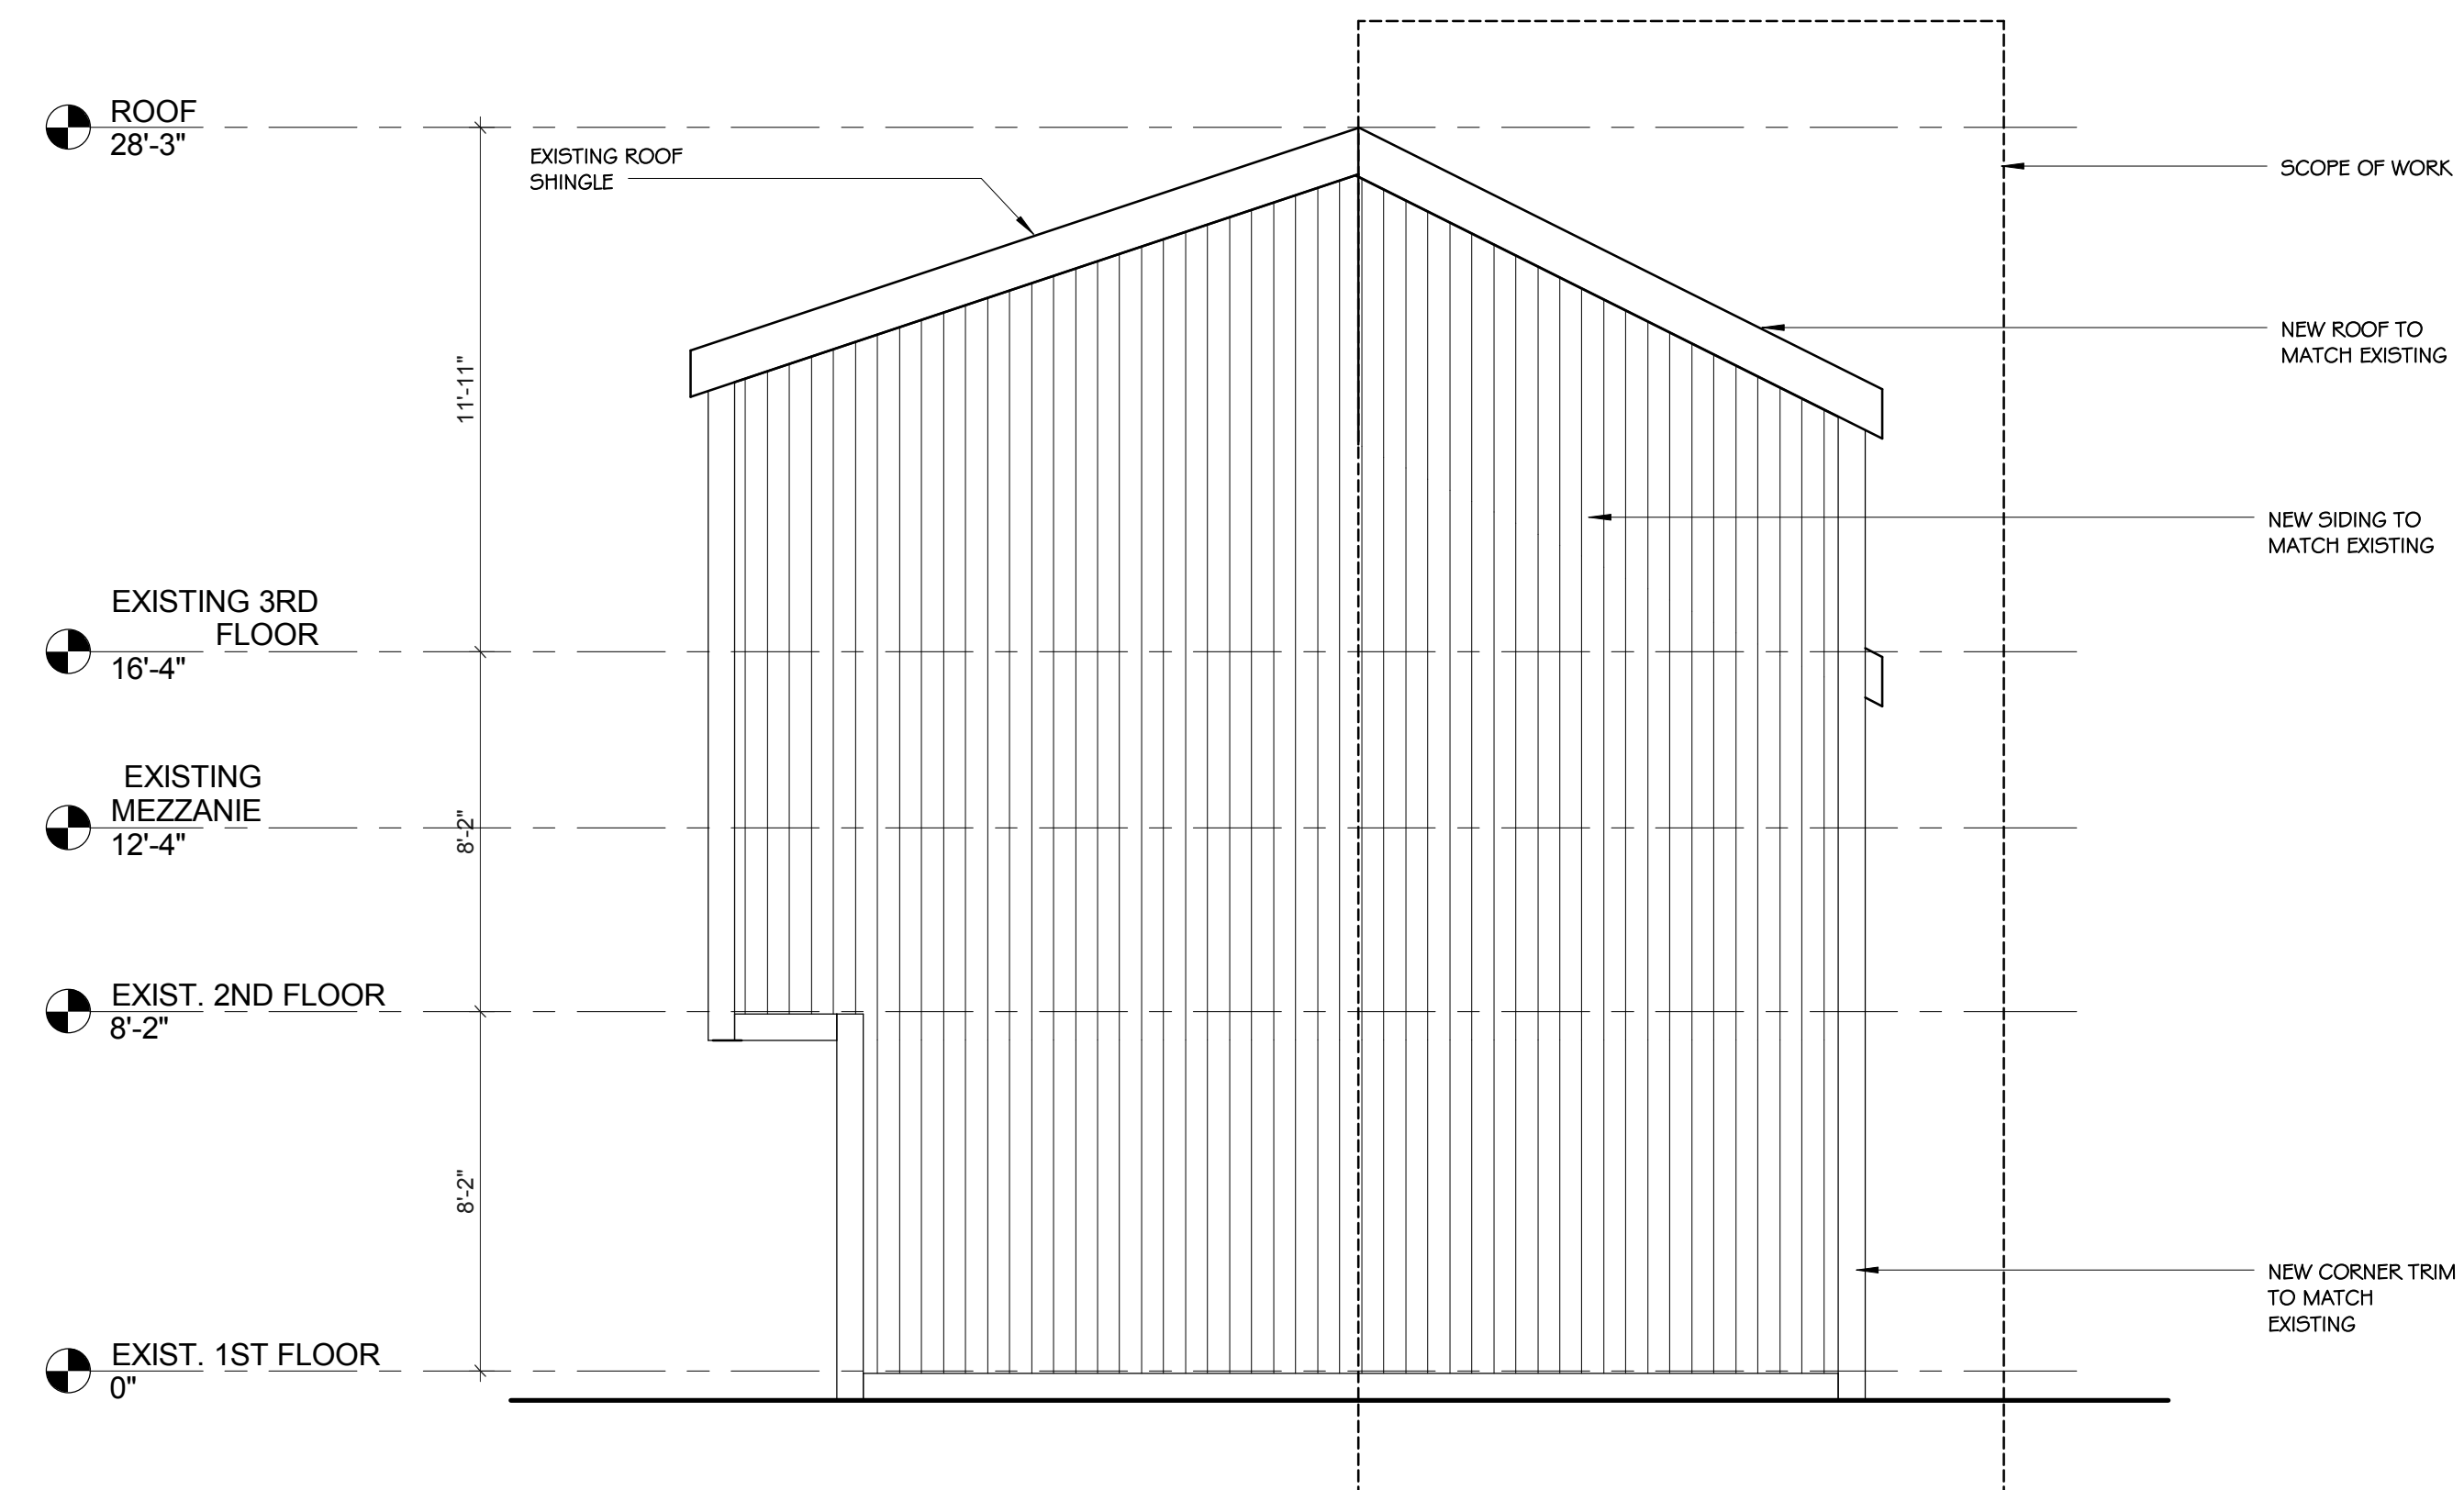 ROOF
28'-3"
EXISTING ROOF
SHINGLE
SCOPE OF WORK
NEW ROOF TO
MATCH EXISTING
11'-11"
NEW SIDING TO
MATCH EXISTING
EXISTING 3RD
FLOOR
16'-4"
EXISTING
MEZZANIE
12'-4"
8'-2"
EXIST. 2ND FLOOR
8'-2"
8'-2"
NEW CORNER TRIM
TO MATCH
EXISTING
EXIST. 1ST FLOOR
0"